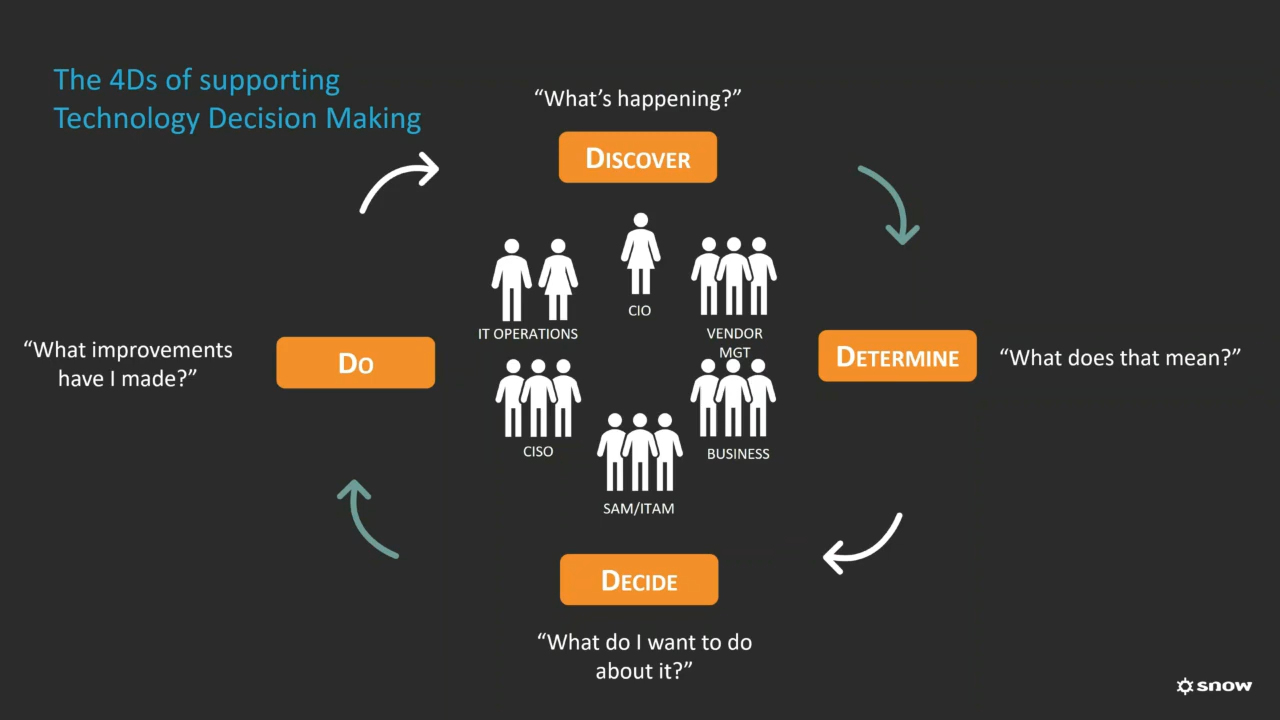 The 4Ds of supporting
Technology Decision Making
“What’s happening?”
DISCOVER
IT OPERATIONS
CIO
VENDOR
MGT
“What improvements
have I made?”
DO
DETERMINE
“What does that mean?”
CISO
BUSINESS
SAM/ITAM
DECIDE
“What do I want to do
about it?”
snow